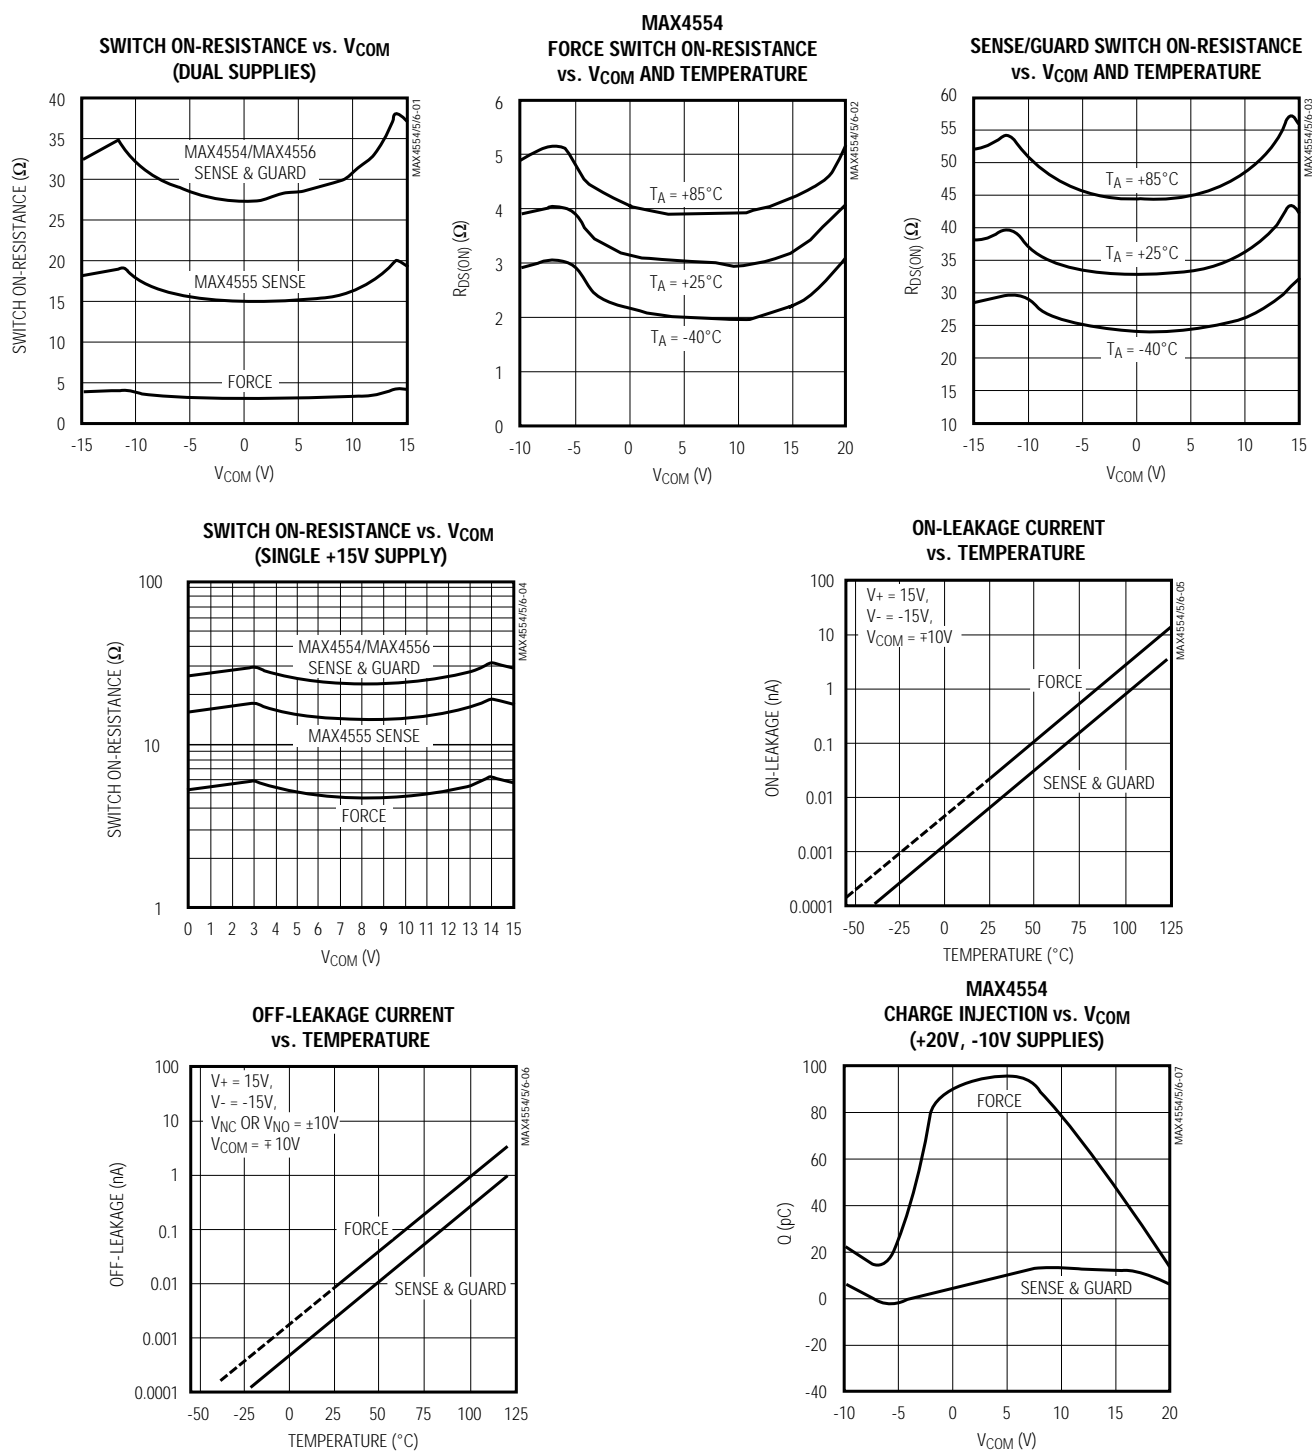 SWITCH ON-RESISTANCE vs. VCOM
(DUAL SUPPLIES)
40
35
30
25
20
15
10
5
0
SWITCH ON-RESISTANCE (Ω)
MAX4554/MAX4556
SENSE & GUARD
MAX4555 SENSE
FORCE
-15 -10 -5 0 5 10 15
VCOM (V)
MAX4554/5/6-01
MAX4554
FORCE SWITCH ON-RESISTANCE
vs. VCOM AND TEMPERATURE
6
5
4
3
2
1
0
RDS(ON) (Ω)
TA = +85°C
TA = +25°C
TA = -40°C
-10 -5 0 5 10 15 20
VCOM (V)
MAX4554/5/6-02
SENSE/GUARD SWITCH ON-RESISTANCE
vs. VCOM AND TEMPERATURE
60
55
50
45
40
35
30
25
20
15
10
RDS(ON) (Ω)
TA = +85°C
TA = +25°C
TA = -40°C
-15 -10 -5 0 5 10 15
VCOM (V)
MAX4554/5/6-03
SWITCH ON-RESISTANCE vs. VCOM
(SINGLE +15V SUPPLY)
100
10
1
SWITCH ON-RESISTANCE (Ω)
MAX4554/MAX4556
SENSE & GUARD
MAX4555 SENSE
FORCE
0 1 2 3 4 5 6 7 8 9 10 11 12 13 14 15
VCOM (V)
MAX4554/5/6-04
ON-LEAKAGE CURRENT
vs. TEMPERATURE
100
10
1
0.1
0.01
0.001
0.0001
ON-LEAKAGE (nA)
V+ = 15V,
V- = -15V,
VCOM = ∓10V
FORCE
SENSE & GUARD
-50 -25 0 25 50 75 100 125
TEMPERATURE (°C)
MAX4554/5/6-05
OFF-LEAKAGE CURRENT
vs. TEMPERATURE
100
10
1
0.1
0.01
0.001
0.0001
OFF-LEAKAGE (nA)
V+ = 15V,
V- = -15V,
VNC OR VNO = ±10V
VCOM = ∓10V
FORCE
SENSE & GUARD
-50 -25 0 25 50 75 100 125
TEMPERATURE (°C)
MAX4554/5/6-06
MAX4554
CHARGE INJECTION vs. VCOM
(+20V, -10V SUPPLIES)
100
80
60
40
20
0
-20
-40
Q (pC)
FORCE
SENSE & GUARD
-10 -5 0 5 10 15 20
VCOM (V)
MAX4554/5/6-07